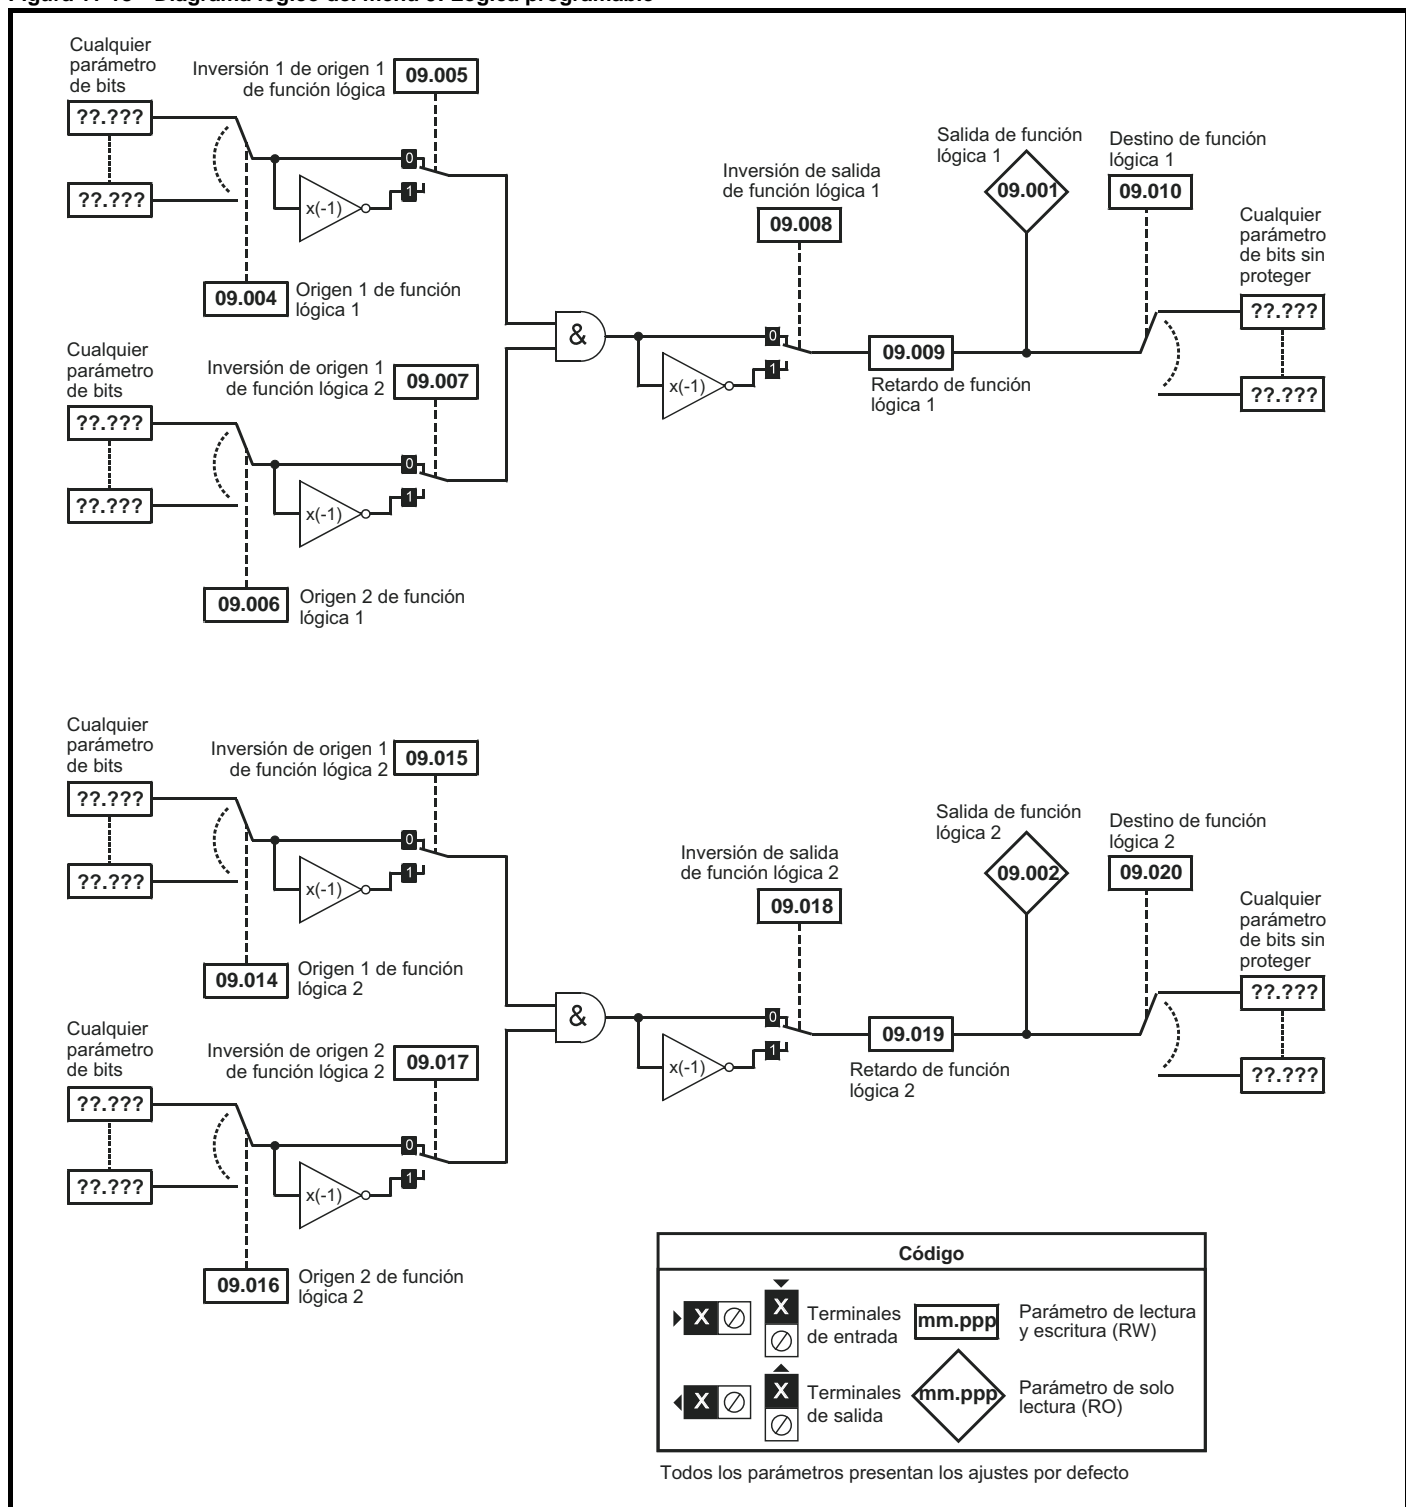 Cualquier
parámetro
de bits
??.???
??.???
Inversión 1 de origen 1
de función lógica
09.005
0
1
x(-1)
09.004
Origen 1 de función
lógica 1
Cualquier
parámetro
de bits
??.???
??.???
Inversión de origen 1
de función lógica 2
09.007
0
1
x(-1)
09.006
Origen 2 de función
lógica 1
&
Inversión de salida
de función lógica 1
09.008
0
1
x(-1)
09.009
Retardo de función
lógica 1
Salida de función
lógica 1
09.001
Destino de función
lógica 1
09.010
Cualquier
parámetro
de bits sin
proteger
??.???
??.???
Cualquier
parámetro
de bits
??.???
??.???
Inversión de origen 1
de función lógica 2
09.015
0
1
x(-1)
09.014
Origen 1 de función
lógica 2
Cualquier
parámetro
de bits
??.???
??.???
Inversión de origen 2
de función lógica 2
09.017
0
1
x(-1)
09.016
Origen 2 de función
lógica 2
&
Inversión de salida
de función lógica 2
09.018
0
1
x(-1)
09.019
Retardo de función
lógica 2
Salida de función
lógica 2
09.002
Destino de función
lógica 2
09.020
Cualquier
parámetro
de bits sin
proteger
??.???
??.???
Código
X
X
Terminales
de entrada
mm.ppp
Parámetro de lectura
y escritura (RW)
X
X
Terminales
de salida
mm.ppp
Parámetro de solo
lectura (RO)
Todos los parámetros presentan los ajustes por defecto